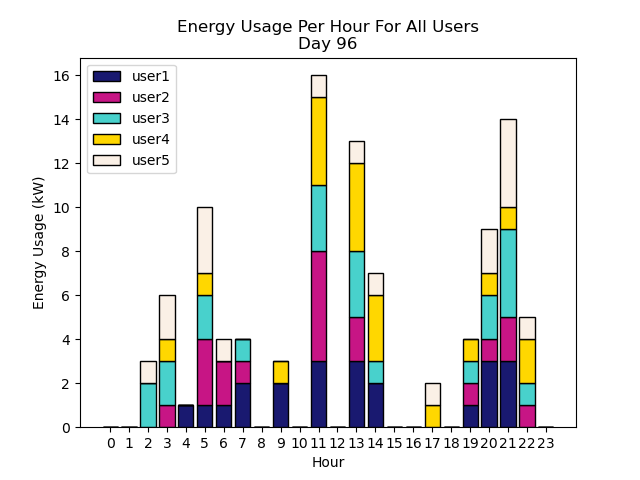 Energy Usage Per Hour For All Users
Day 96
user1
user2
user3
user4
user5
16
14
12
10
8
6
4
2
0
Energy Usage (kW)
0 1 2 3 4 5 6 7 8 9 10 11 12 13 14 15 16 17 18 19 20 21 22 23
Hour